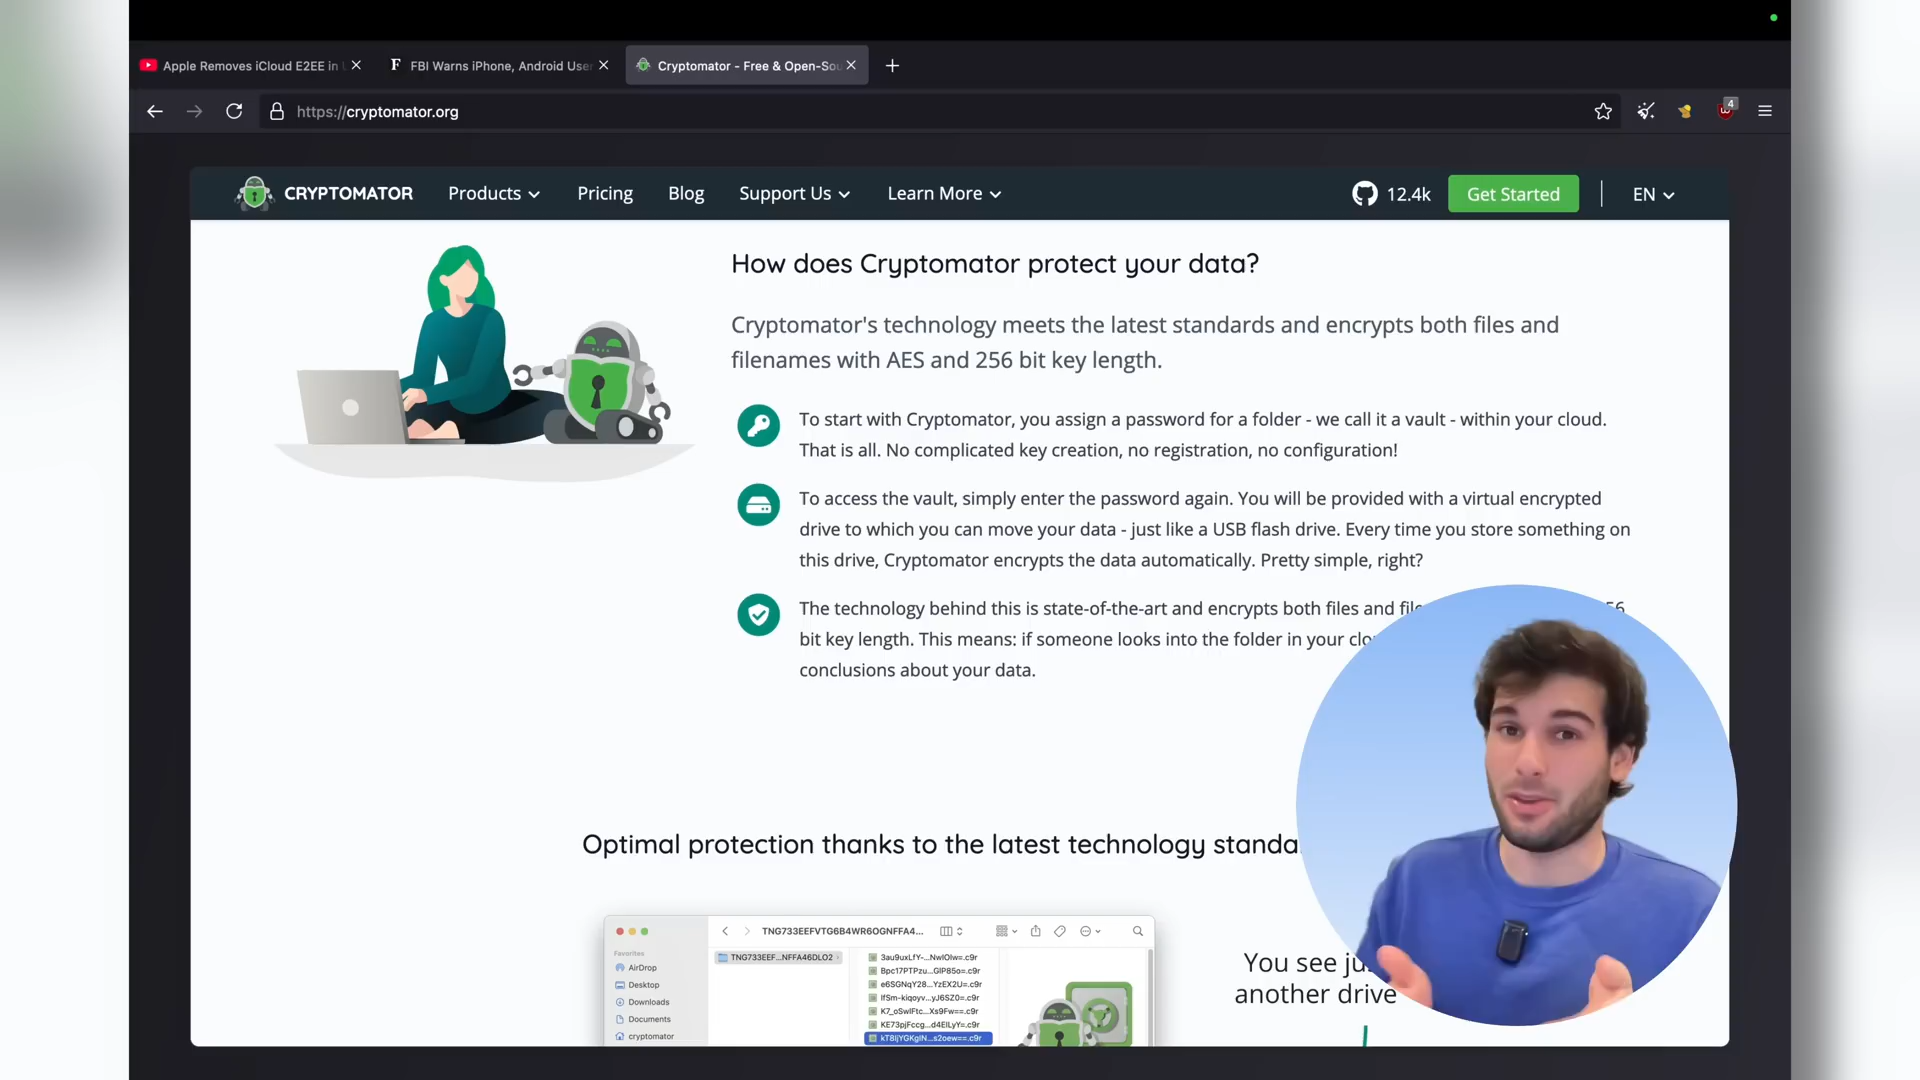 Apple Removes iCloud E2EE in
FBI Warns iPhone, Android User
Cryptomator - Free & Open-Sou
https://cryptomator.org
4
CRYPTOMATOR
Products
Pricing
Blog
Support Us
Learn More
12.4k
Get Started
EN
How does Cryptomator protect your data?
Cryptomator's technology meets the latest standards and encrypts both files and
filenames with AES and 256 bit key length.
To start with Cryptomator, you assign a password for a folder - we call it a vault - within your cloud.
That is all. No complicated key creation, no registration, no configuration!
To access the vault, simply enter the password again. You will be provided with a virtual encrypted
drive to which you can move your data - just like a USB flash drive. Every time you store something on
this drive, Cryptomator encrypts the data automatically. Pretty simple, right?
The technology behind this is state-of-the-art and encrypts both files and file 56
bit key length. This means: if someone looks into the folder in your clo
conclusions about your data.
Optimal protection thanks to the latest technology standa
TNG733EEFVTG6B4WR6OGNFFA4...
Favorites
AirDrop
Desktop
Downloads
Documents
cryptomator
TNG733EEF...NFFA46DLO2
3au9uxLfY-...NwIOlw=.c9r
Bpc17PTPzu...GIP85o=.c9r
e6SGNqY28...YzEX2U=.c9r
IfSm-kiqoyv...yJ6SZ0=.c9r
K7_oSwlFtc...Xs9Fw==.c9r
KE73pjFccg...d4EILyY=.c9r
kT8IjYGKgIN...s2oew==.c9r
You see ju
another drive